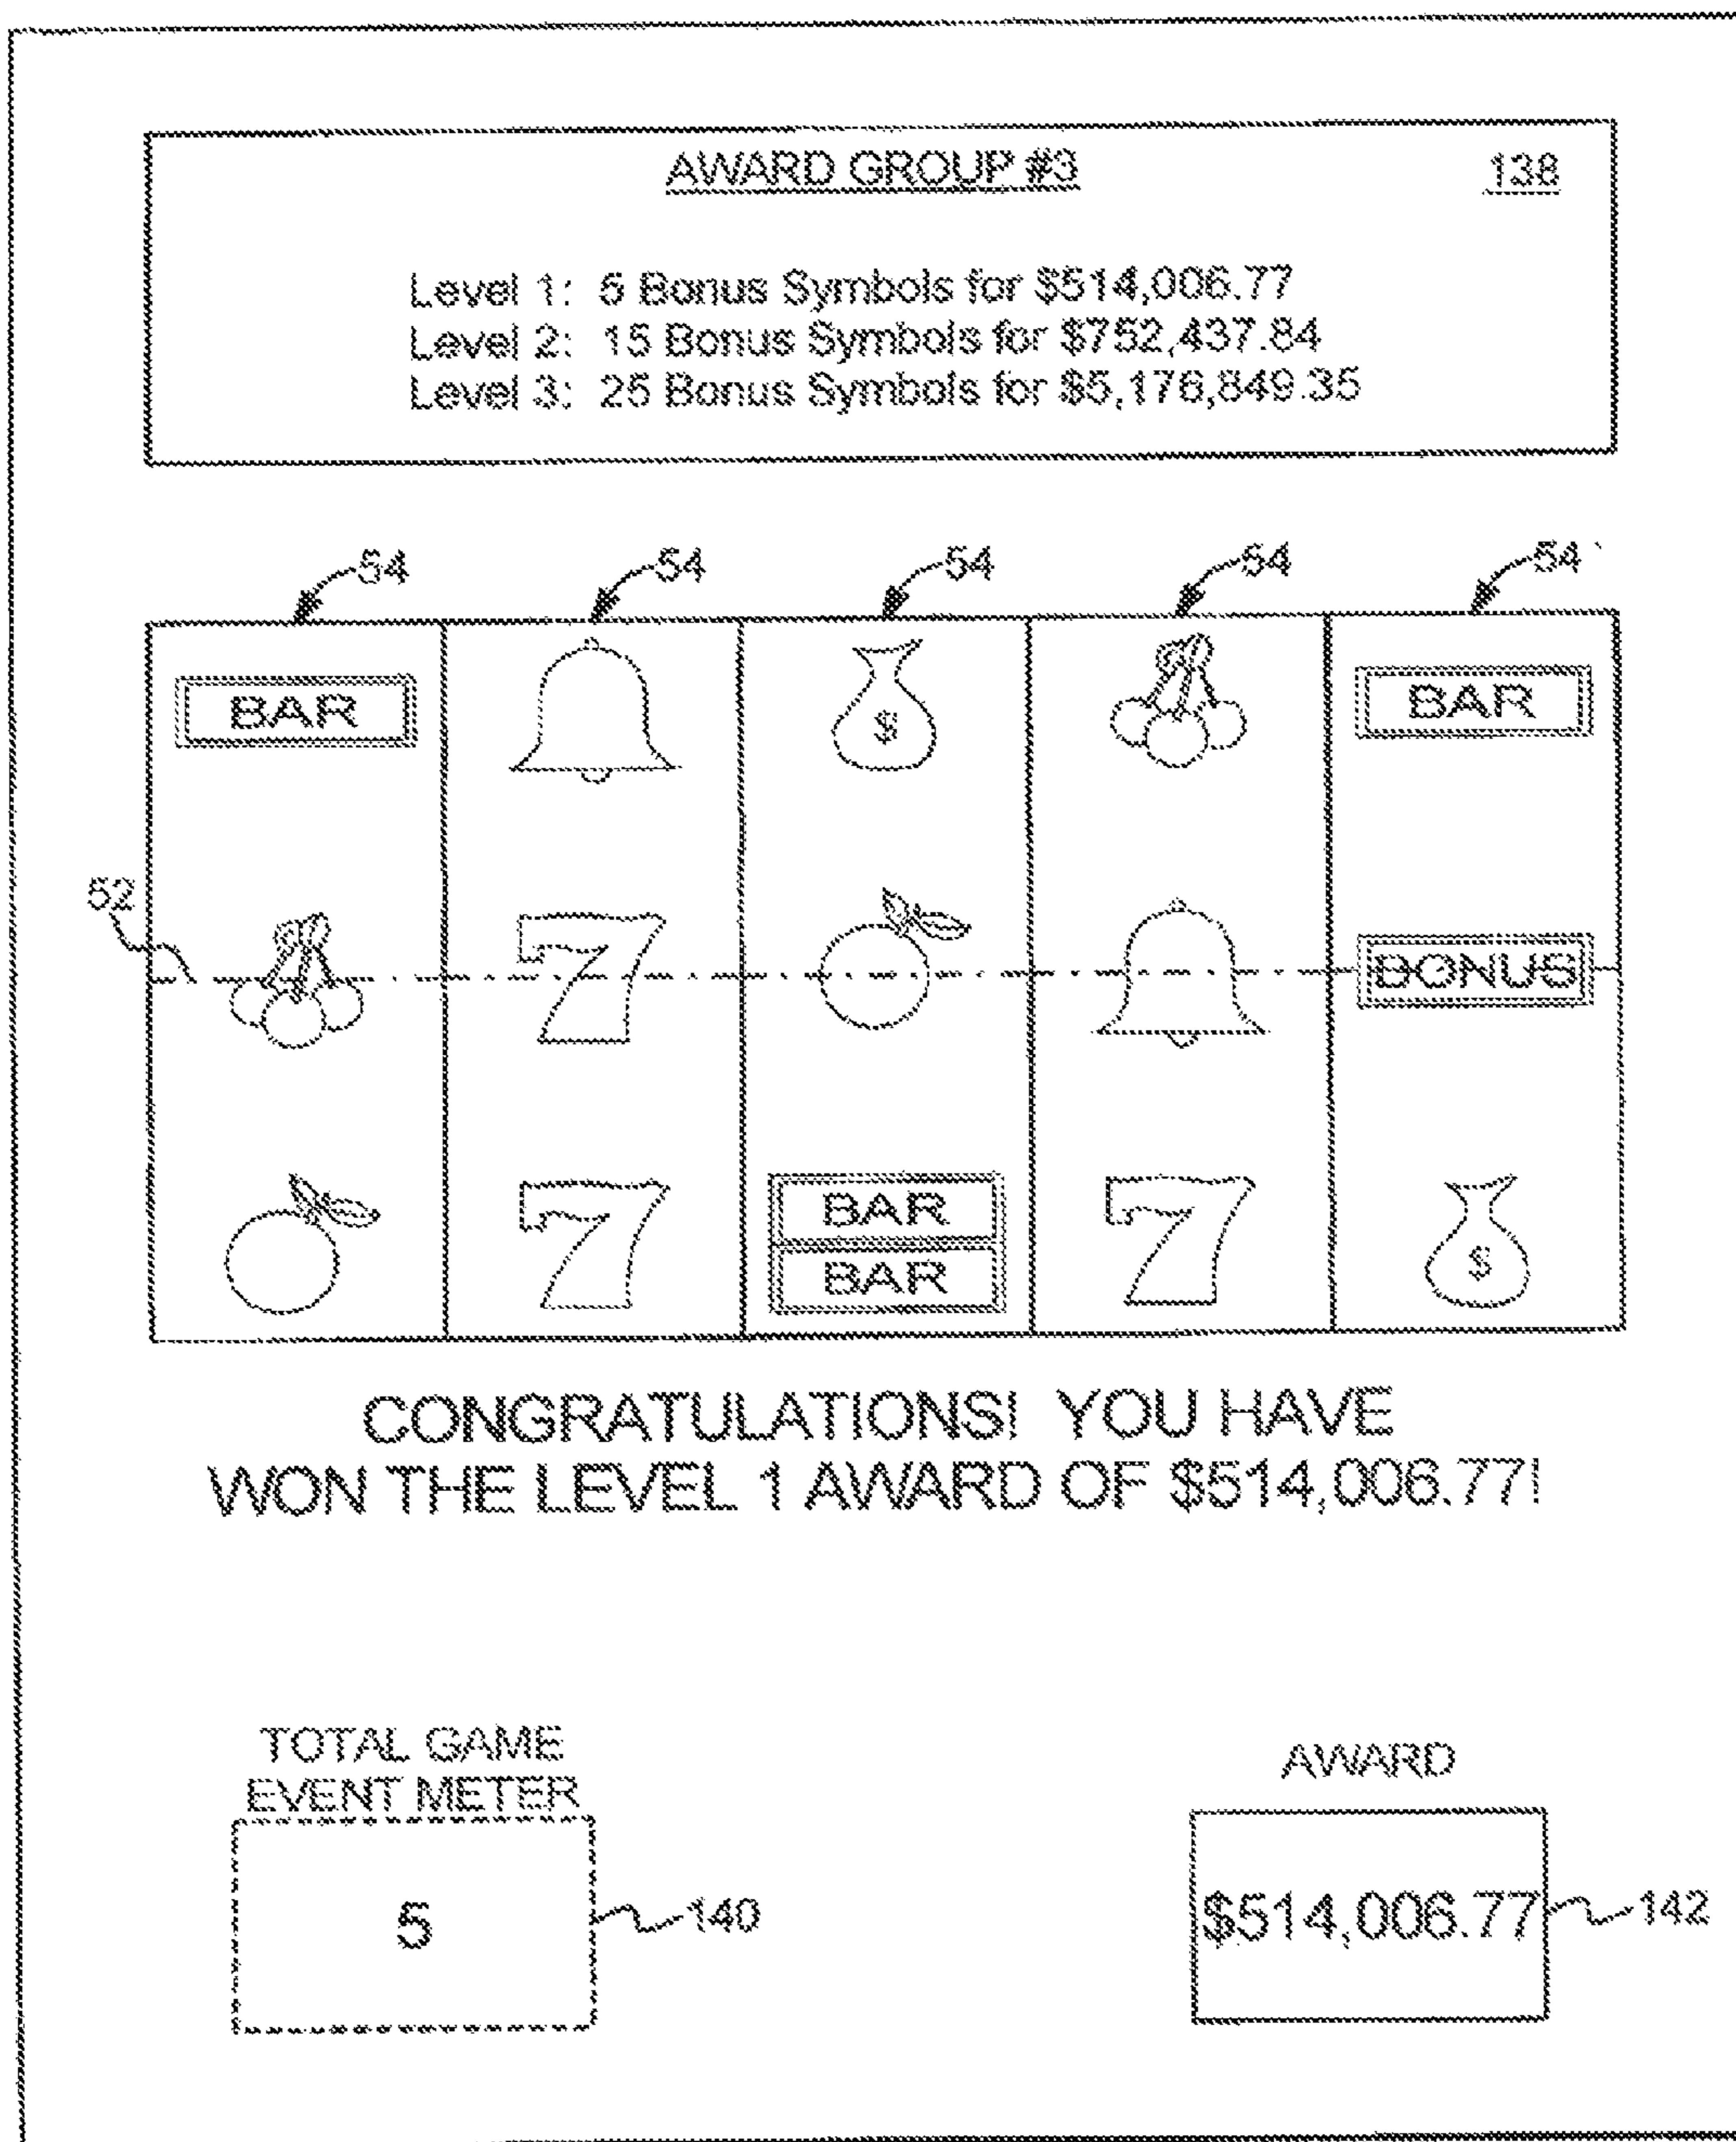 AWARD GROUP #3 138
Level 1: 5 Bonus Symbols for $514,006.77
Level 2: 15 Bonus Symbols for $752,437.84
Level 3: 25 Bonus Symbols for $5,176,849.35
54 54 54 54 54
BAR $ BAR
52
7 BONUS
7 BAR 7 $
BAR
CONGRATULATIONS! YOU HAVE
WON THE LEVEL 1 AWARD OF $514,006.77!
TOTAL GAME
EVENT METER
AWARD
5 140 $514,006.77 142